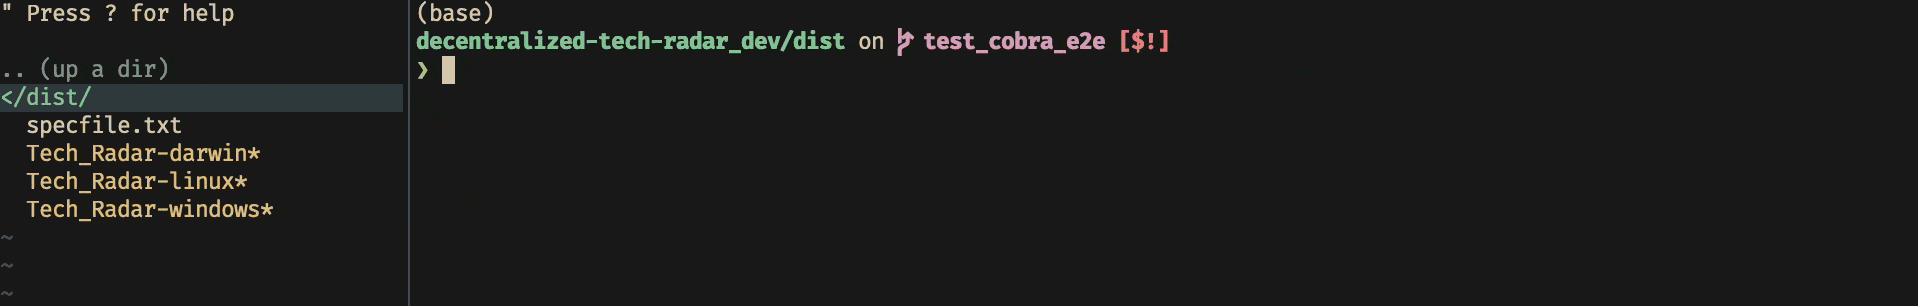 " Press ? for help
.. (up a dir)
</dist/
specfile.txt
Tech_Radar-darwin*
Tech_Radar-linux*
Tech_Radar-windows*
~
~
~
(base)
decentralized-tech-radar_dev/dist on test_cobra_e2e [$!]
❯